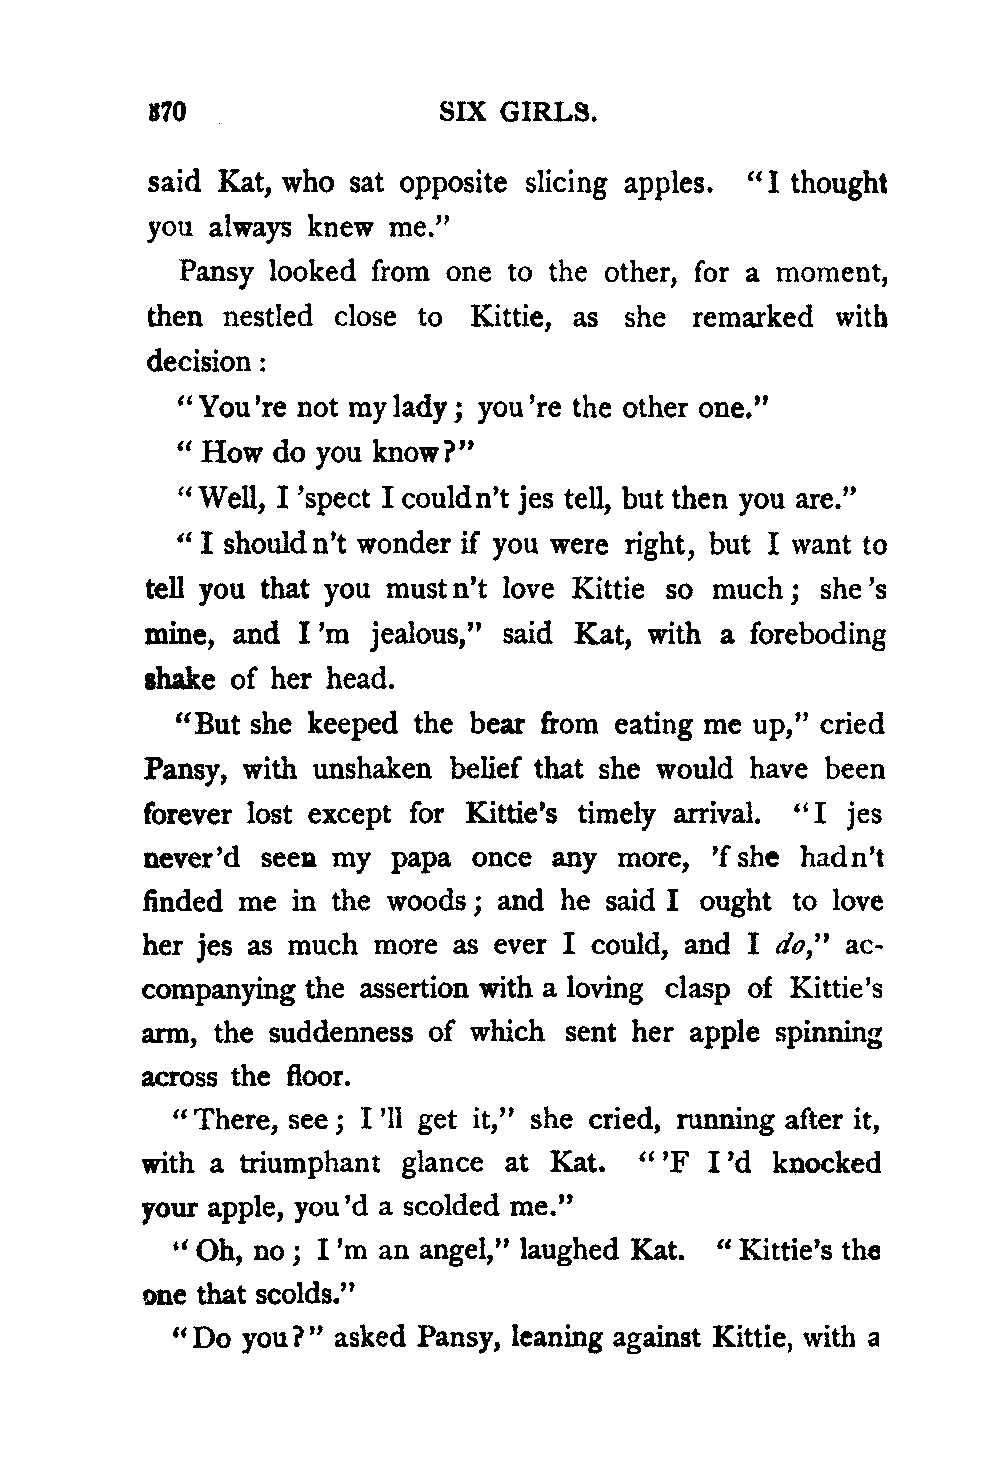 370 SIX GIRLS.
said Kat, who sat opposite slicing apples. "I thought
you always knew me."
Pansy looked from one to the other, for a moment,
then nestled close to Kittie, as she remarked with
decision:
"You're not my lady; you're the other one."
"How do you know?"
"Well, I 'spect I couldn't jes tell, but then you are."
"I shouldn't wonder if you were right, but I want to
tell you that you mustn't love Kittie so much; she's
mine, and I'm jealous," said Kat, with a foreboding
shake of her head.
"But she keeped the bear from eating me up," cried
Pansy, with unshaken belief that she would have been
forever lost except for Kittie's timely arrival. "I jes
never'd seen my papa once any more, 'f she hadn't
finded me in the woods; and he said I ought to love
her jes as much more as ever I could, and I do," ac-
companying the assertion with a loving clasp of Kittie's
arm, the suddenness of which sent her apple spinning
across the floor.
"There, see; I'll get it," she cried, running after it,
with a triumphant glance at Kat. "'F I'd knocked
your apple, you'd a scolded me."
"Oh, no; I'm an angel," laughed Kat. "Kittie's the
one that scolds."
"Do you?" asked Pansy, leaning against Kittie, with a